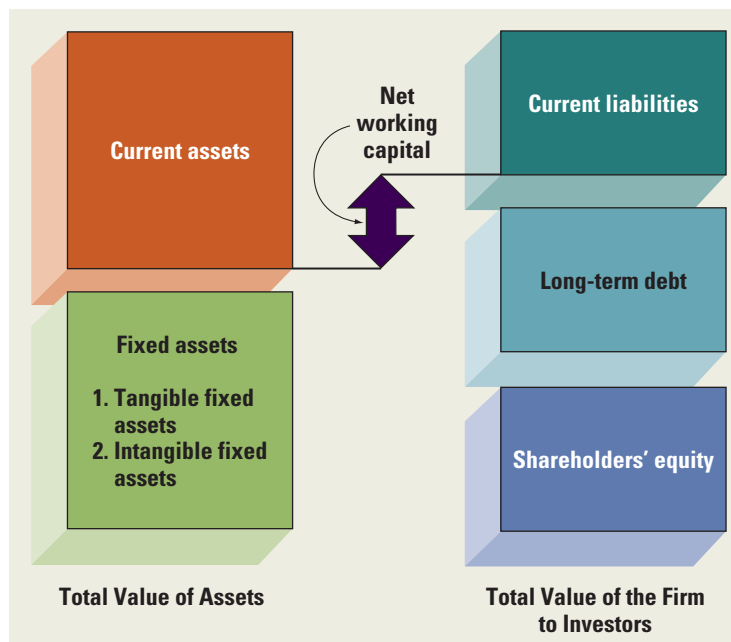 Current assets
Net
working
capital
Current liabilities
Long-term debt
Fixed assets
1. Tangible fixed
assets
2. Intangible fixed
assets
Shareholders’ equity
Total Value of Assets
Total Value of the Firm
to Investors